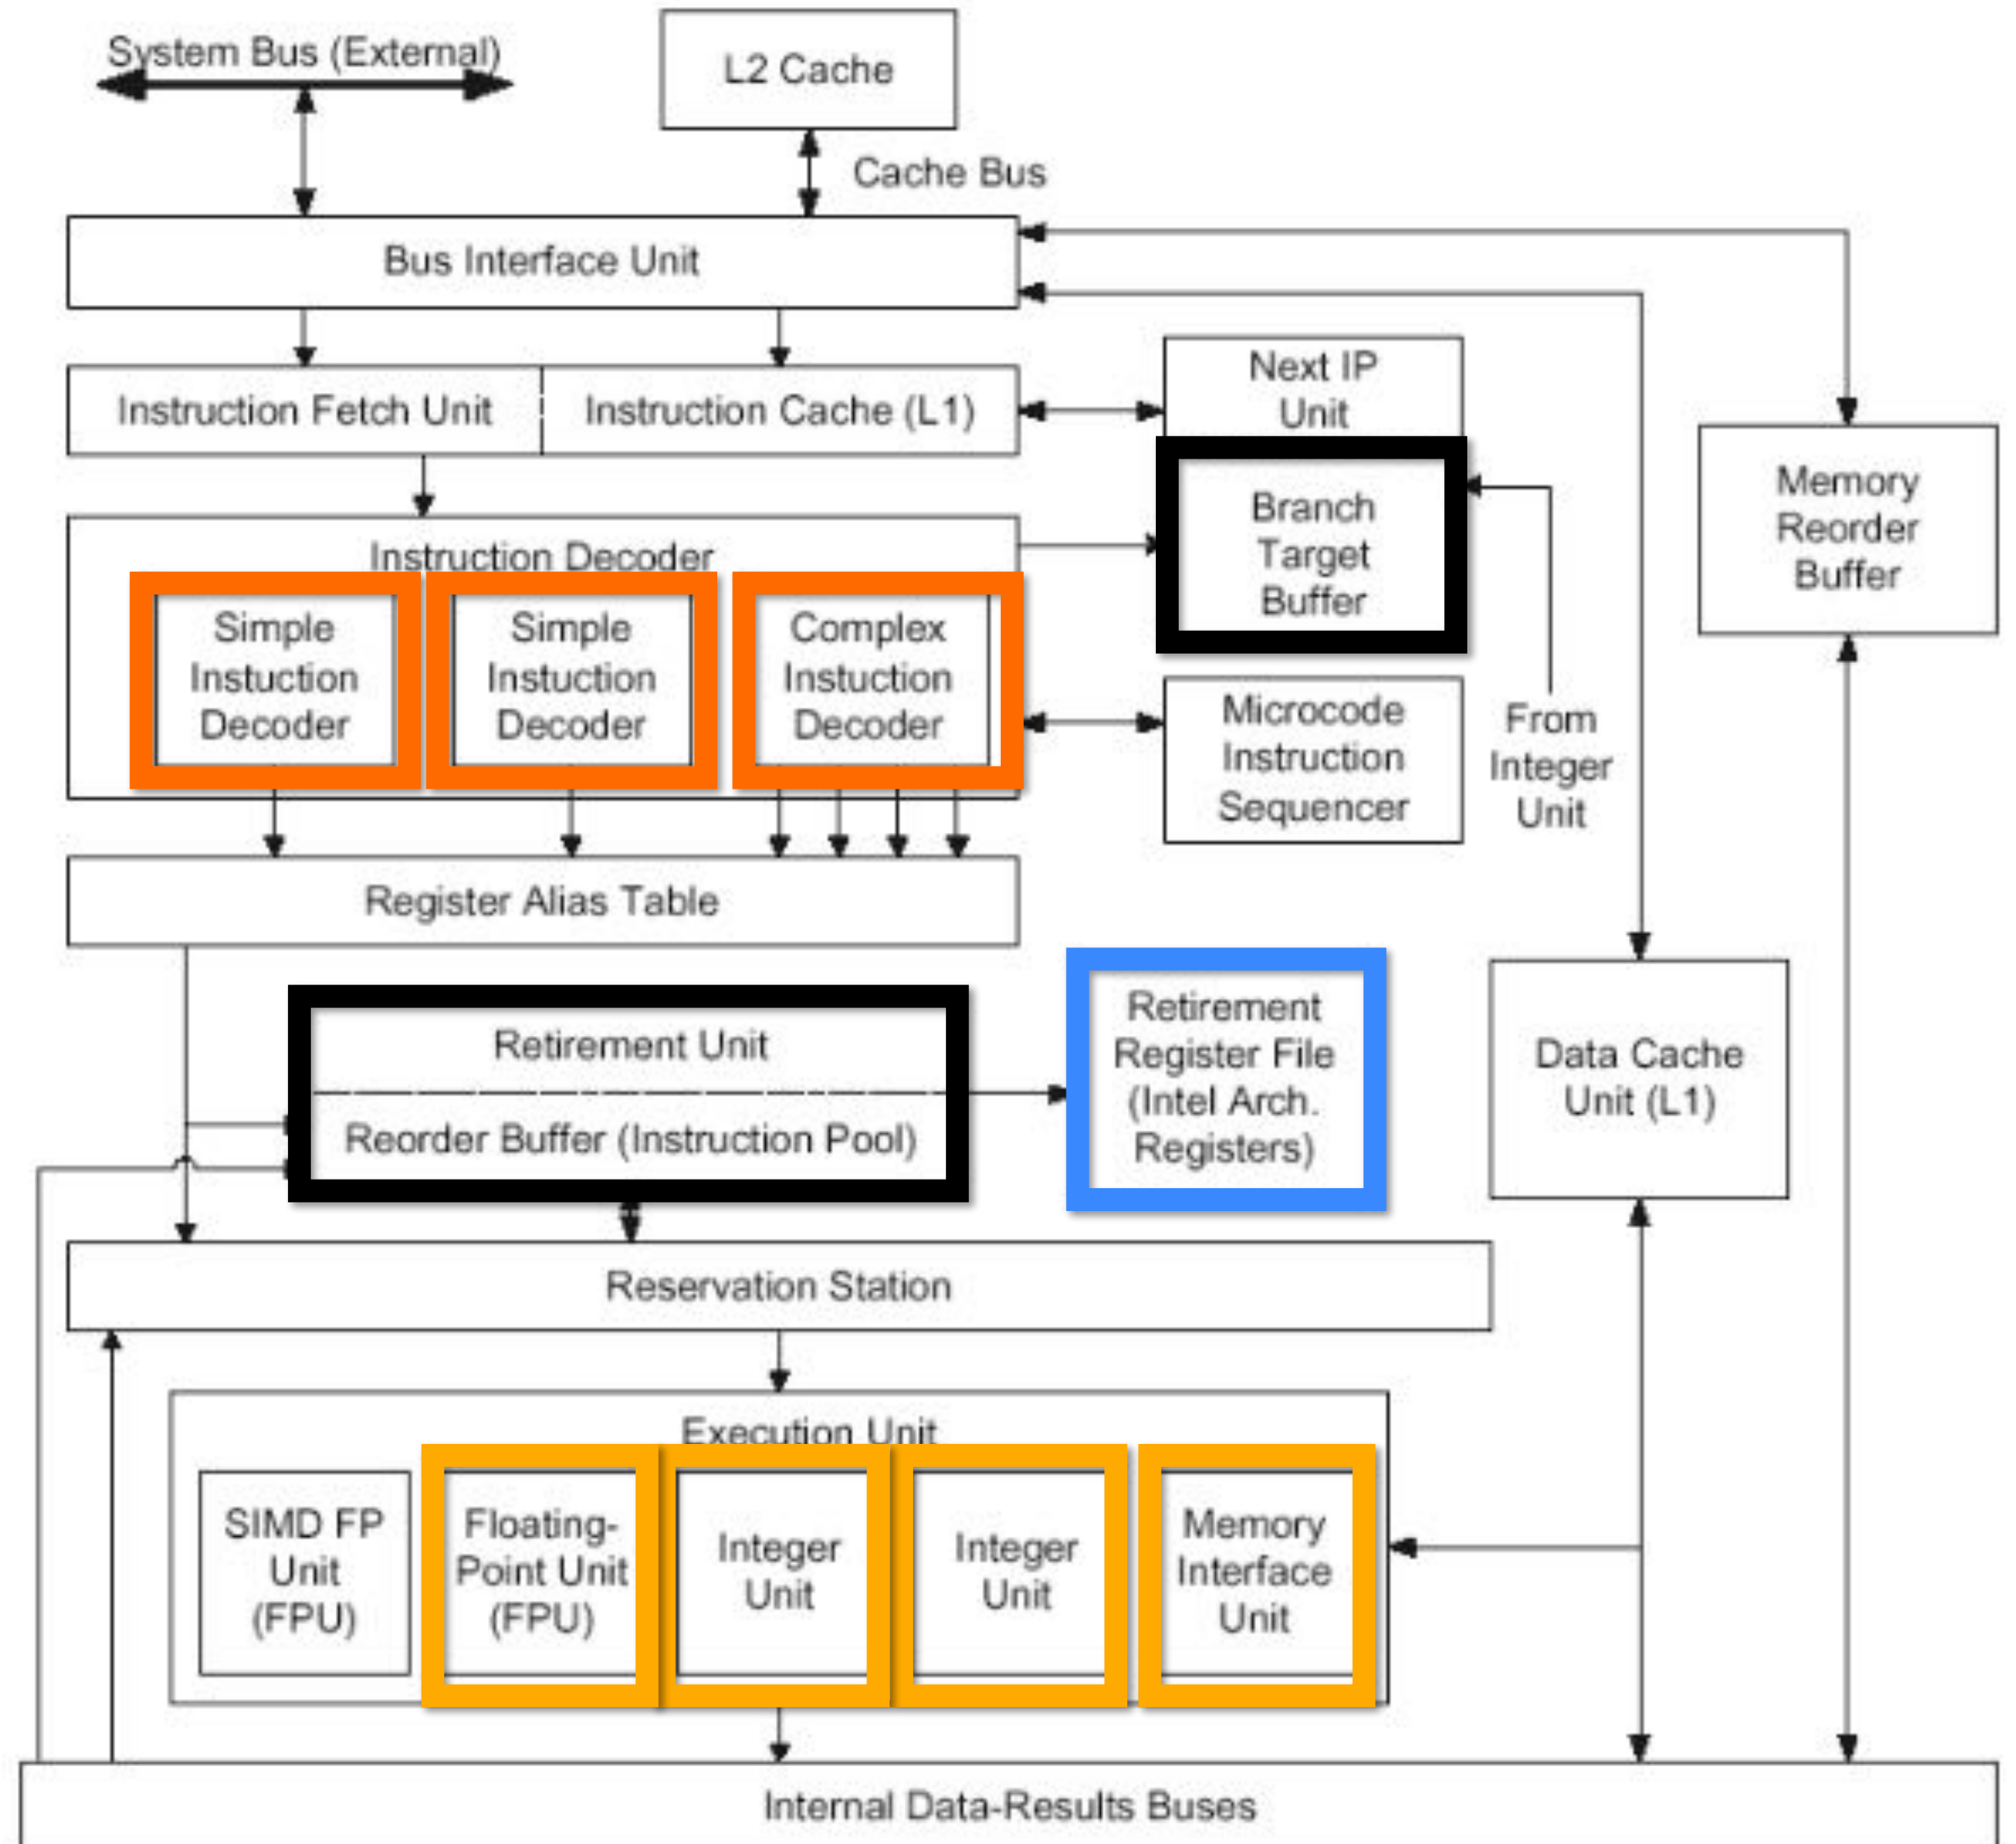 System Bus (External)
L2 Cache
Cache Bus
Bus Interface Unit
Instruction Fetch Unit
Instruction Cache (L1)
Next IP
Unit
Branch
Target
Buffer
Memory
Reorder
Buffer
Instruction Decoder
Simple
Instuction
Decoder
Simple
Instuction
Decoder
Complex
Instuction
Decoder
Microcode
Instruction
Sequencer
From
Integer
Unit
Register Alias Table
Retirement Unit
Reorder Buffer (Instruction Pool)
Retirement
Register File
(Intel Arch.
Registers)
Data Cache
Unit (L1)
Reservation Station
Execution Unit
SIMD FP
Unit
(FPU)
Floating-
Point Unit
(FPU)
Integer
Unit
Integer
Unit
Memory
Interface
Unit
Internal Data-Results Buses